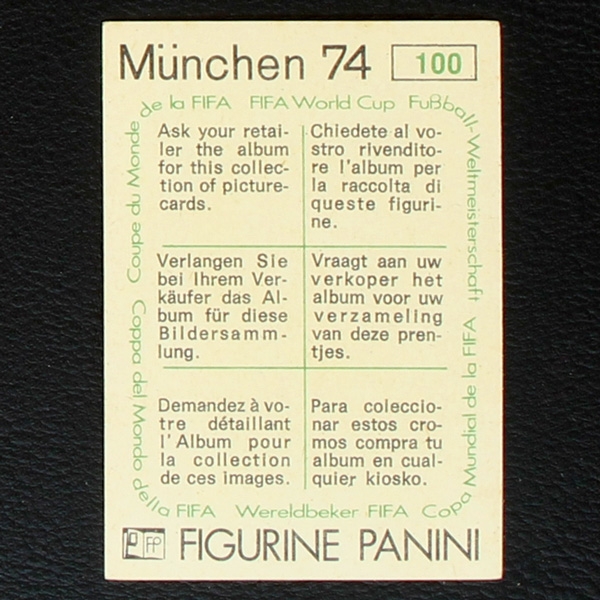 München 74 100
de la FIFA FIFA World Cup Fußball-Weltmeisterschaft
Ask your retai-
ler the album
for this collec-
tion of picture-
cards.
Chiedete al vo-
stro rivendito-
re l'album per
la raccolta di
queste figuri-
ne.
Verlangen Sie
bei Ihrem Ver-
käufer das Al-
bum für diese
Bildersamm-
lung.
Vraagt aan uw
verkoper het
album voor uw
verzameling
van deze pren-
tjes.
Demandez à vo-
tre détaillant
l'Album pour
la collection
de ces images.
Para coleccio-
nar estos cro-
mos compra tu
album en cual-
quier kiosko.
Coupe du Monde
Coppa del Mondo della FIFA
Wereldbeker FIFA
Copa Mundial de la FIFA
FP FIGURINE PANINI